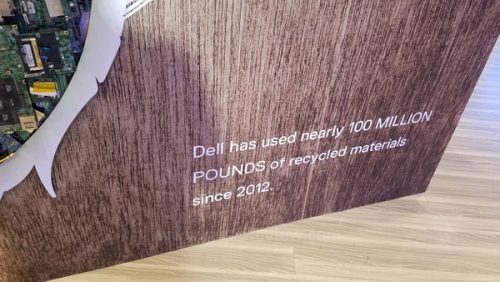 Dell has used nearly 100 MILLION
POUNDS of recycled materials
since 2012.